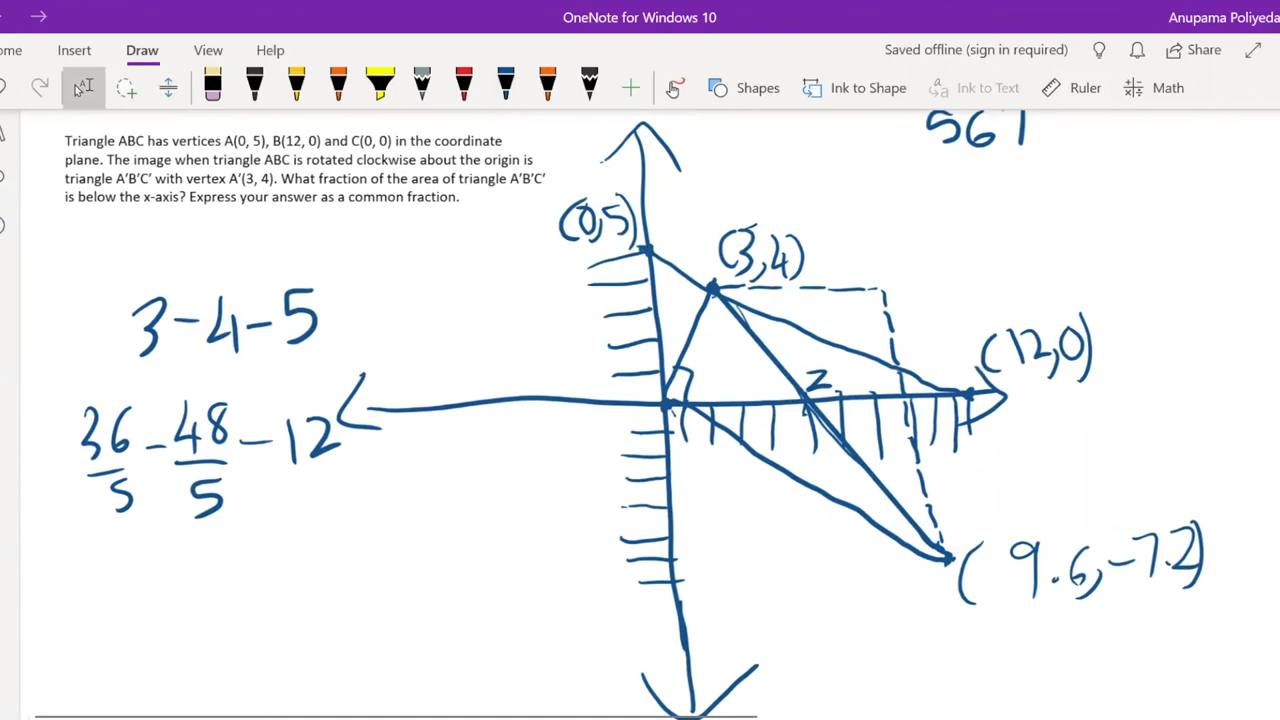 OneNote for Windows 10
Anupama Poliyeda
ome Insert Draw View Help
Saved offline (sign in required) Share
Shapes Ink to Shape Ink to Text Ruler Math
567
Triangle ABC has vertices A(0, 5), B(12, 0) and C(0, 0) in the coordinate
plane. The image when triangle ABC is rotated clockwise about the origin is
triangle A’B’C’ with vertex A’(3, 4). What fraction of the area of triangle A’B’C’
is below the x-axis? Express your answer as a common fraction.
(0,5)
(3,4)
3-4-5
(12,0)
Z
36/5 - 48/5 - 12
(9.6,-7.2)